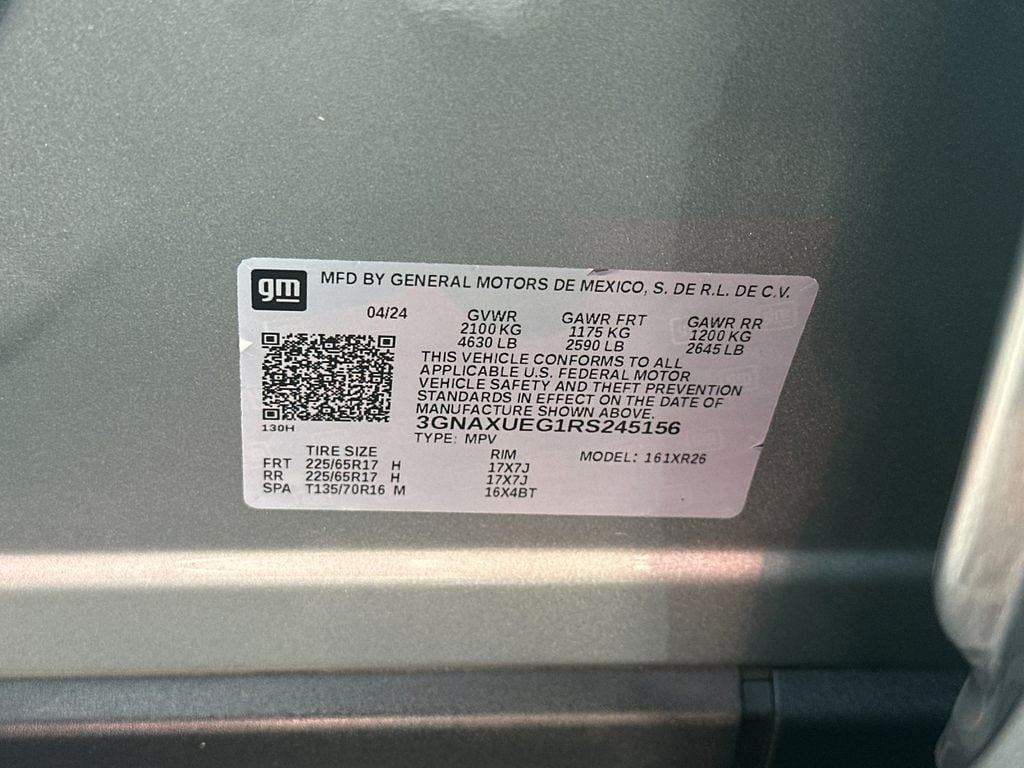 gm MFD BY GENERAL MOTORS DE MEXICO, S. DE R.L. DE C.V.
04/24 GVWR GAWR FRT GAWR RR
2100 KG 1175 KG 1200 KG
4630 LB 2590 LB 2645 LB
THIS VEHICLE CONFORMS TO ALL
APPLICABLE U.S. FEDERAL MOTOR
VEHICLE SAFETY AND THEFT PREVENTION
STANDARDS IN EFFECT ON THE DATE OF
MANUFACTURE SHOWN ABOVE.
3GNAXUEG1RS245156
130H
TYPE: MPV
TIRE SIZE RIM MODEL: 161XR26
FRT 225/65R17 H 17X7J
RR 225/65R17 H 17X7J
SPA T135/70R16 M 16X4BT